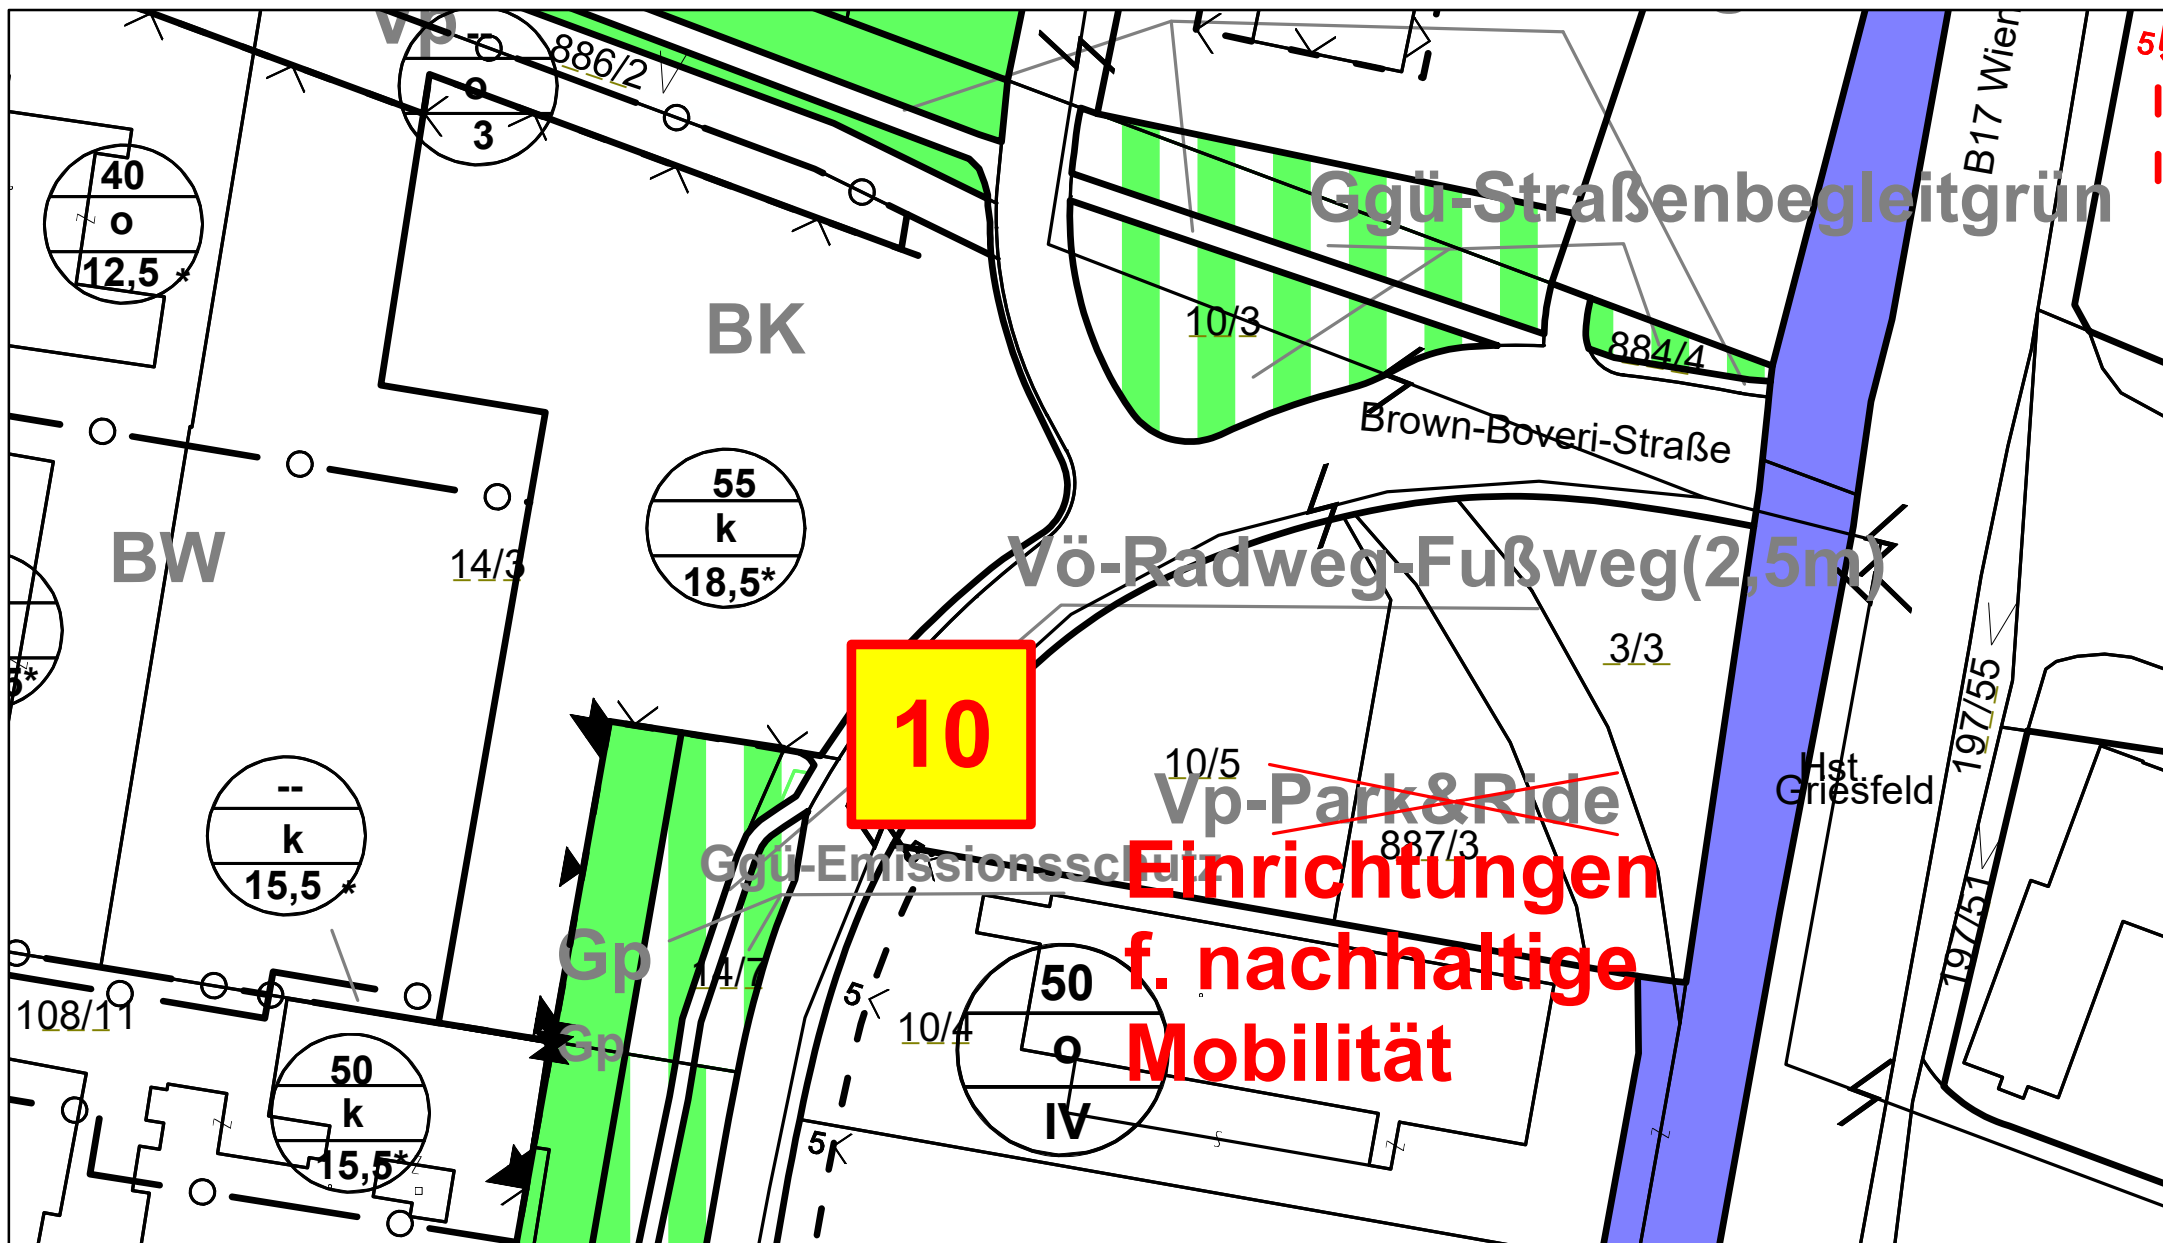 Vp
--
o
3
886/2
B17 Wien
40
o
12,5 *
Ggü-Straßenbegleitgrün
BK
10/3
884/4
Brown-Boveri-Straße
55
k
18,5*
BW
14/3
Vö-Radweg-Fußweg(2,5m)
3/3
197/55
10
10/5
Vp-Park&Ride
Hst.
Griesfeld
--
k
15,5 *
887/3
Ggü-Emissionsschutz
Einrichtungen
f. nachhaltige
Mobilität
197/51
Gp
14/7
Gp
108/11
5
10/4
50
o
IV
50
k
15,5*
5